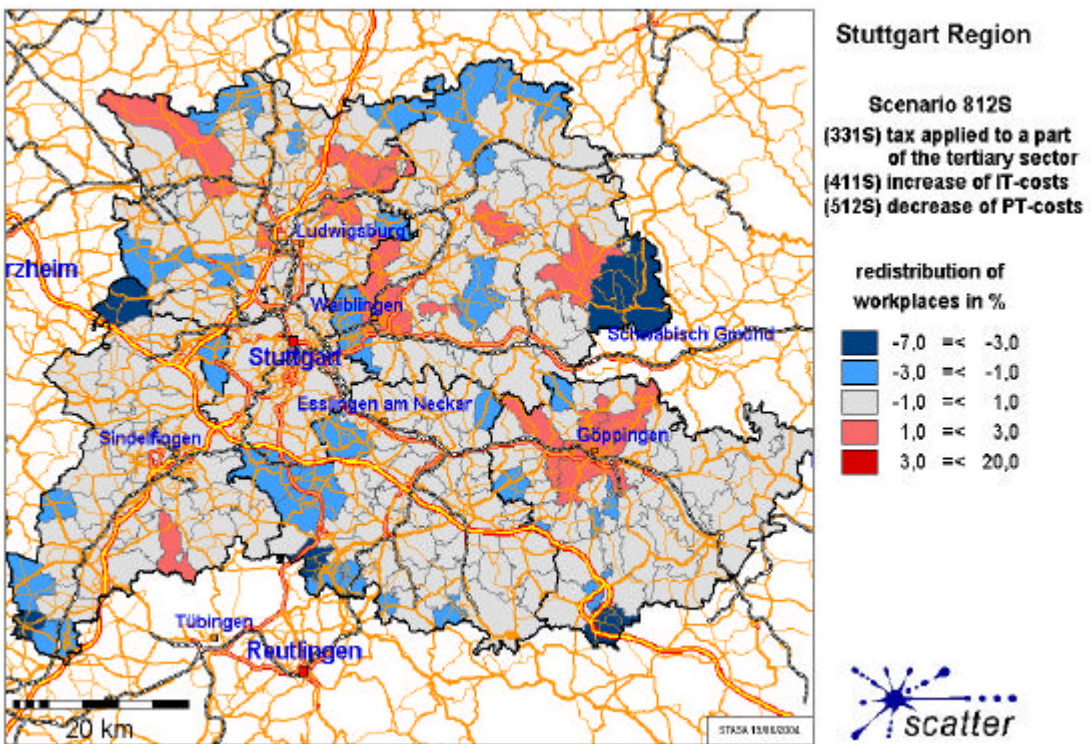 Stuttgart Region
Scenario 812S
(331S) tax applied to a part
of the tertiary sector
(411S) increase of IT-costs
(512S) decrease of PT-costs
redistribution of
workplaces in %
-7,0 =< -3,0
-3,0 =< -1,0
-1,0 =< 1,0
1,0 =< 3,0
3,0 =< 20,0
Ludwigsburg
rzheim
Waiblingen
Schwäbisch Gmünd
Stuttgart
Esslingen am Neckar
Sindelfingen
Göppingen
Tübingen
Reutlingen
20 km
scatter